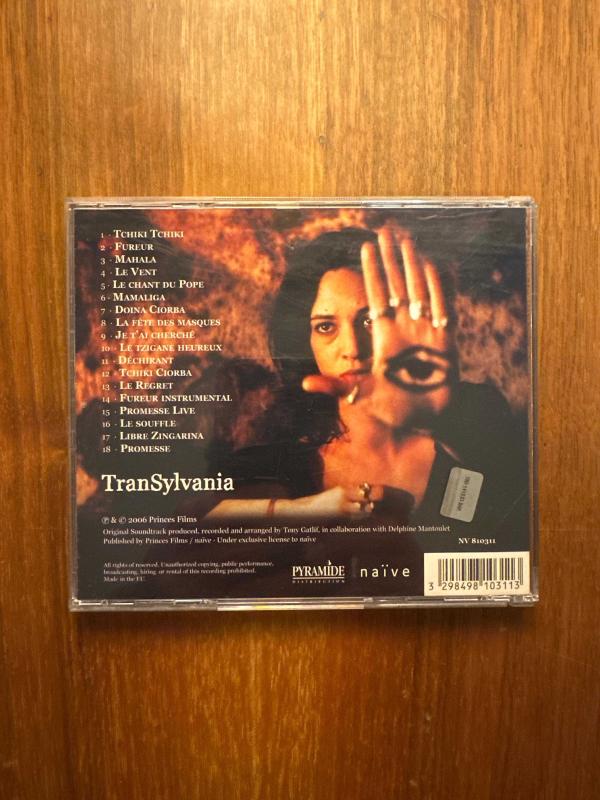 1 · Tchiki Tchiki
2 · Fureur
3 · Mahala
4 · Le Vent
5 · Le chant du Pope
6 · Mamaliga
7 · Doina Ciorba
8 · La fête des masques
9 · Je t'ai cherché
10 · Le tzigane heureux
11 · Déchirant
12 · Tchiki Ciorba
13 · Le Regret
14 · Fureur instrumental
15 · Promesse Live
16 · Le souffle
17 · Libre Zingarina
18 · Promesse
TranSylvania
℗ & © 2006 Princes Films
Original Soundtrack produced, recorded and arranged by Tony Gatlif, in collaboration with Delphine Mantoulet
Published by Princes Films / naïve · Under exclusive license to naïve
NV 810311
All rights of reserved. Unauthorized copying, public performance,
broadcasting, hiring, or rental of this recording prohibited.
Made in the EU.
PYRAMIDE
DISTRIBUTION
naïve
3 298498 103113